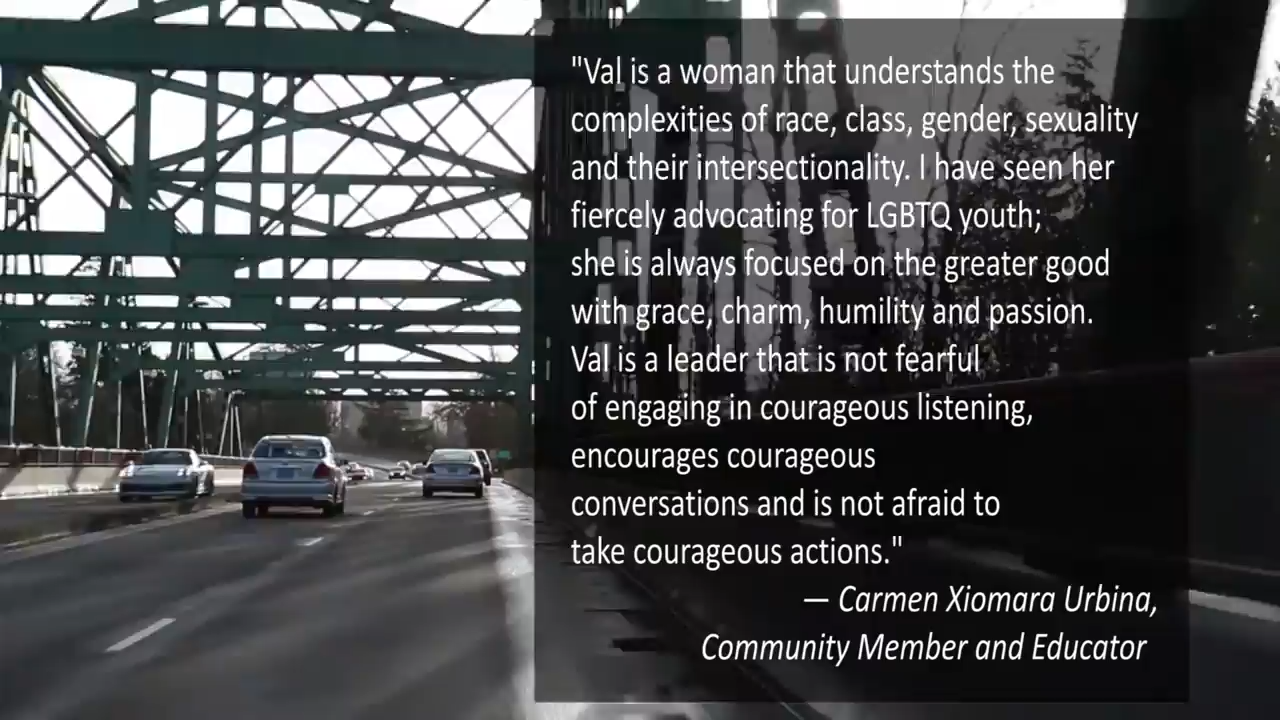 "Val is a woman that understands the
complexities of race, class, gender, sexuality
and their intersectionality. I have seen her
fiercely advocating for LGBTQ youth;
she is always focused on the greater good
with grace, charm, humility and passion.
Val is a leader that is not fearful
of engaging in courageous listening,
encourages courageous
conversations and is not afraid to
take courageous actions."
— Carmen Xiomara Urbina,
Community Member and Educator